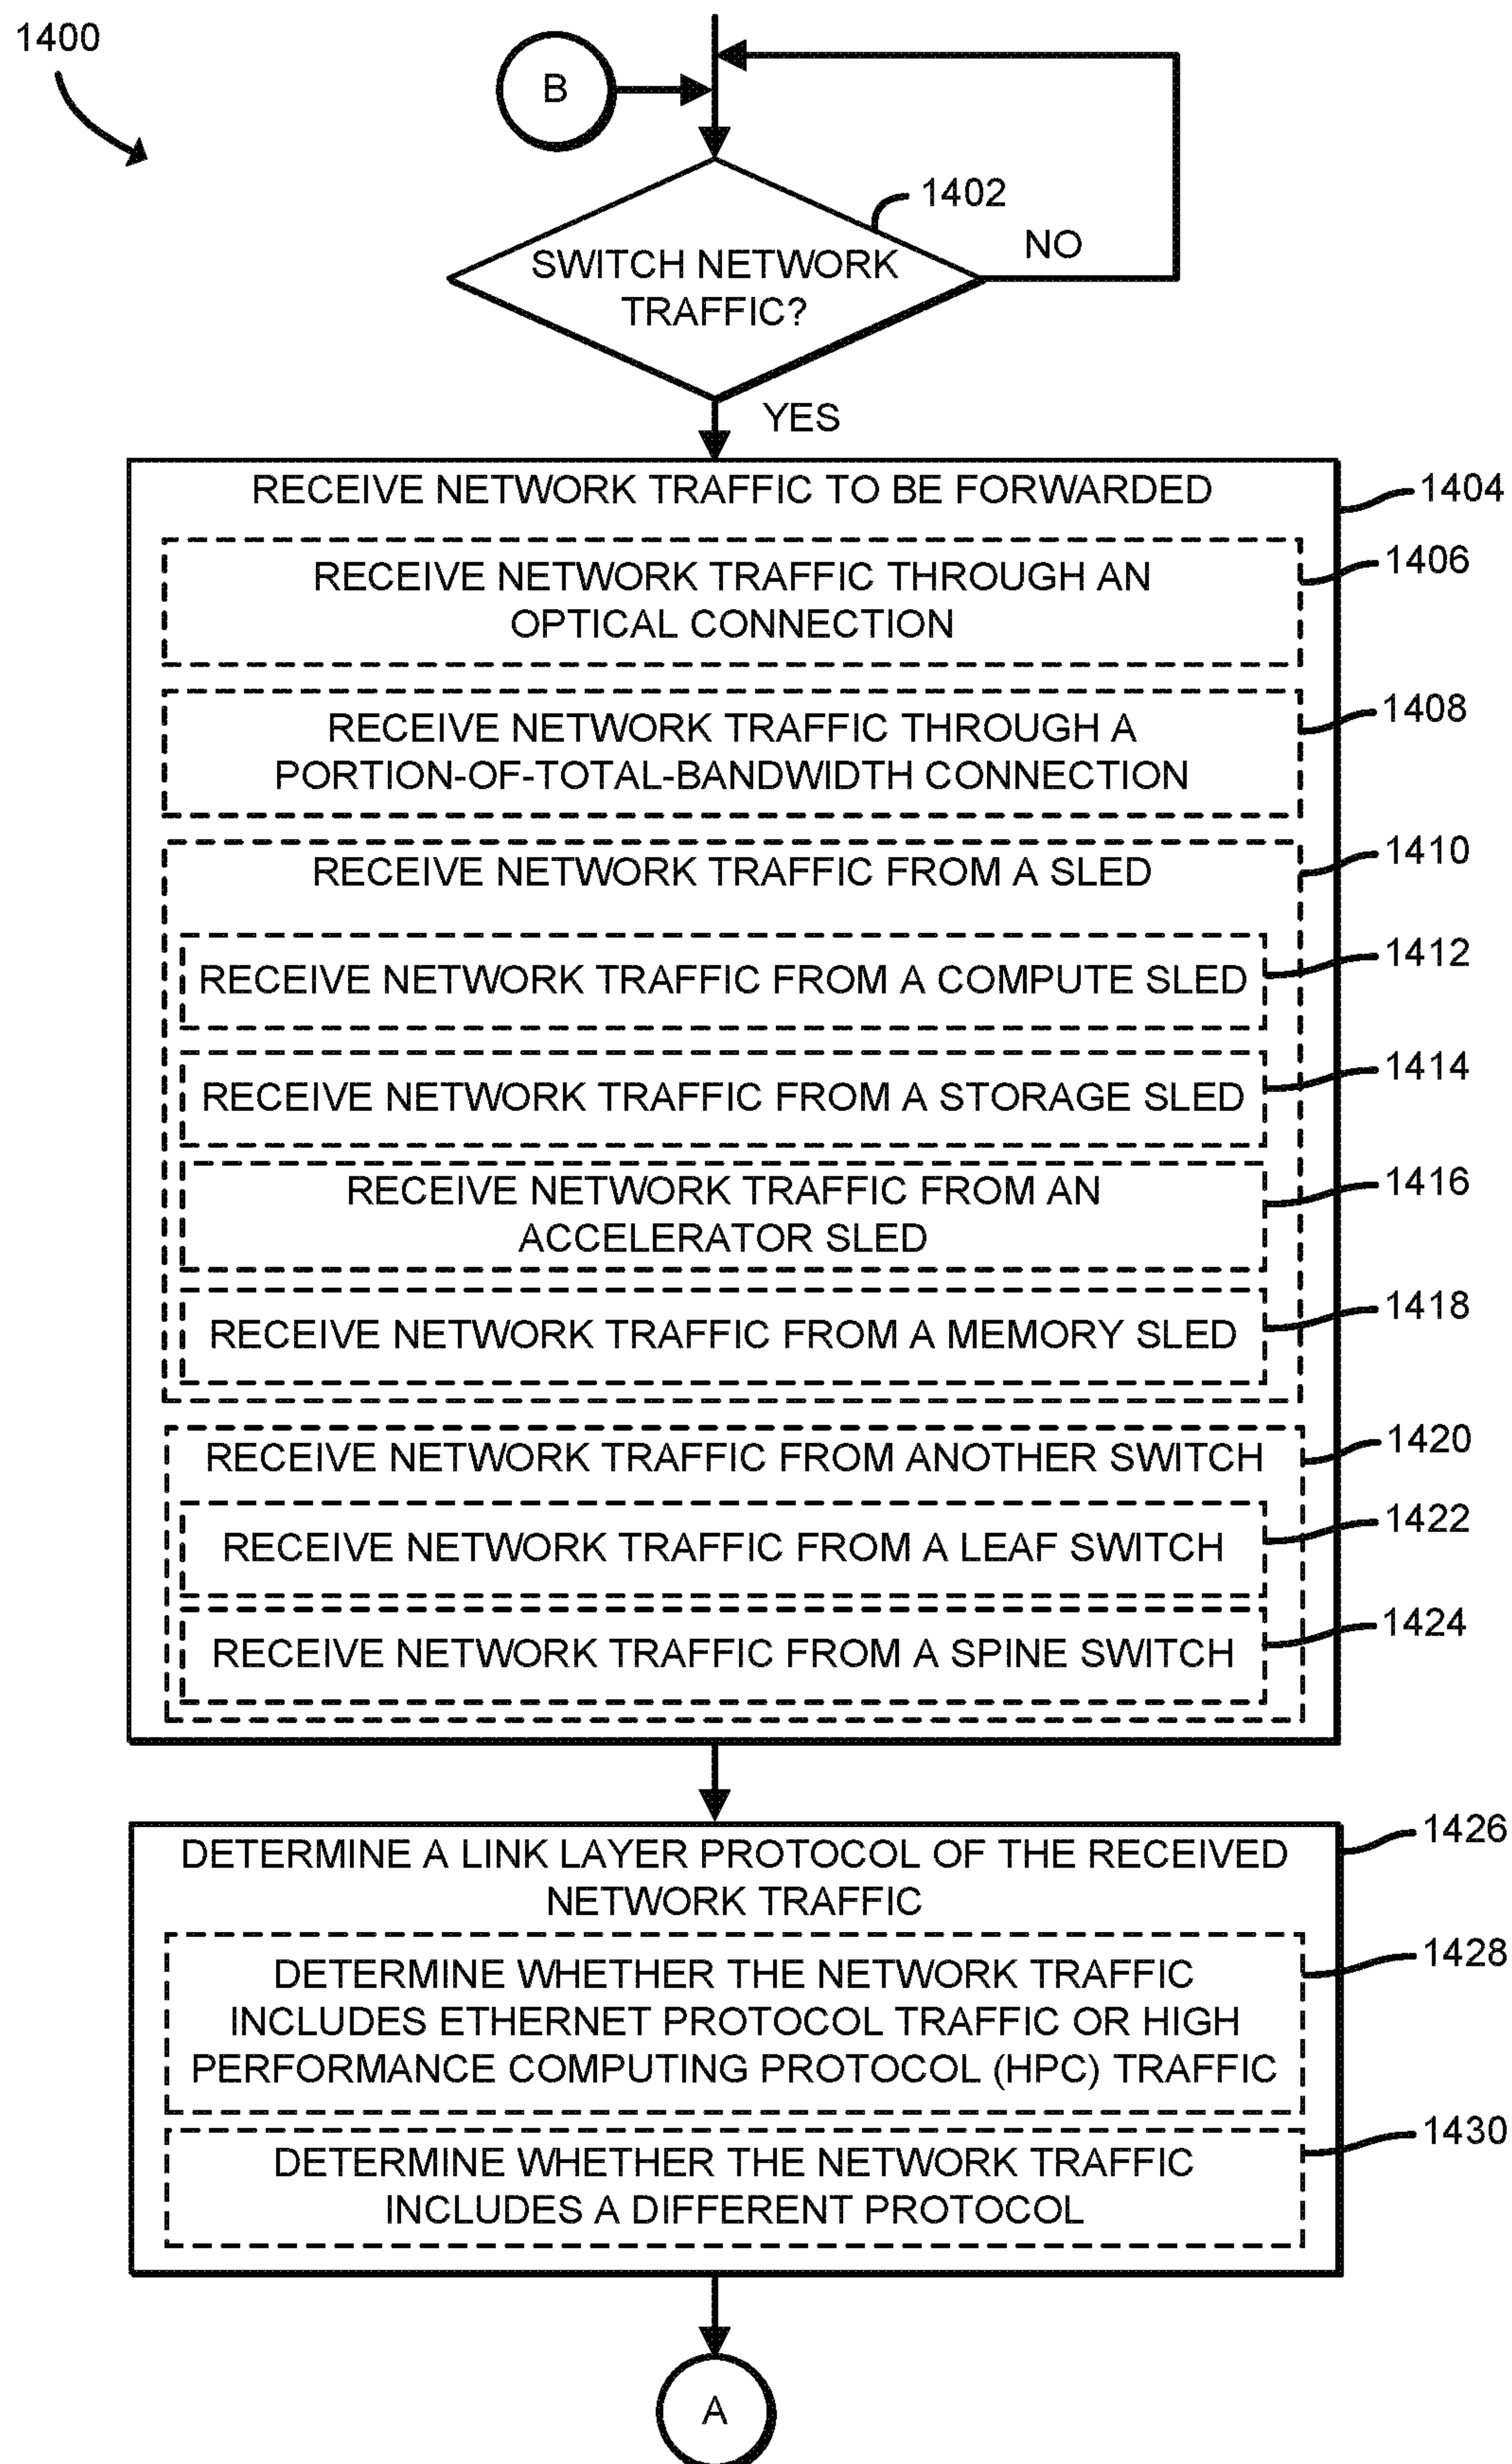 1400
B
1402
SWITCH NETWORK
TRAFFIC?
NO
YES
RECEIVE NETWORK TRAFFIC TO BE FORWARDED
1404
RECEIVE NETWORK TRAFFIC THROUGH AN
OPTICAL CONNECTION
1406
RECEIVE NETWORK TRAFFIC THROUGH A
PORTION-OF-TOTAL-BANDWIDTH CONNECTION
1408
RECEIVE NETWORK TRAFFIC FROM A SLED
1410
RECEIVE NETWORK TRAFFIC FROM A COMPUTE SLED
1412
RECEIVE NETWORK TRAFFIC FROM A STORAGE SLED
1414
RECEIVE NETWORK TRAFFIC FROM AN
ACCELERATOR SLED
1416
RECEIVE NETWORK TRAFFIC FROM A MEMORY SLED
1418
RECEIVE NETWORK TRAFFIC FROM ANOTHER SWITCH
1420
RECEIVE NETWORK TRAFFIC FROM A LEAF SWITCH
1422
RECEIVE NETWORK TRAFFIC FROM A SPINE SWITCH
1424
DETERMINE A LINK LAYER PROTOCOL OF THE RECEIVED
NETWORK TRAFFIC
1426
DETERMINE WHETHER THE NETWORK TRAFFIC
INCLUDES ETHERNET PROTOCOL TRAFFIC OR HIGH
PERFORMANCE COMPUTING PROTOCOL (HPC) TRAFFIC
1428
DETERMINE WHETHER THE NETWORK TRAFFIC
INCLUDES A DIFFERENT PROTOCOL
1430
A